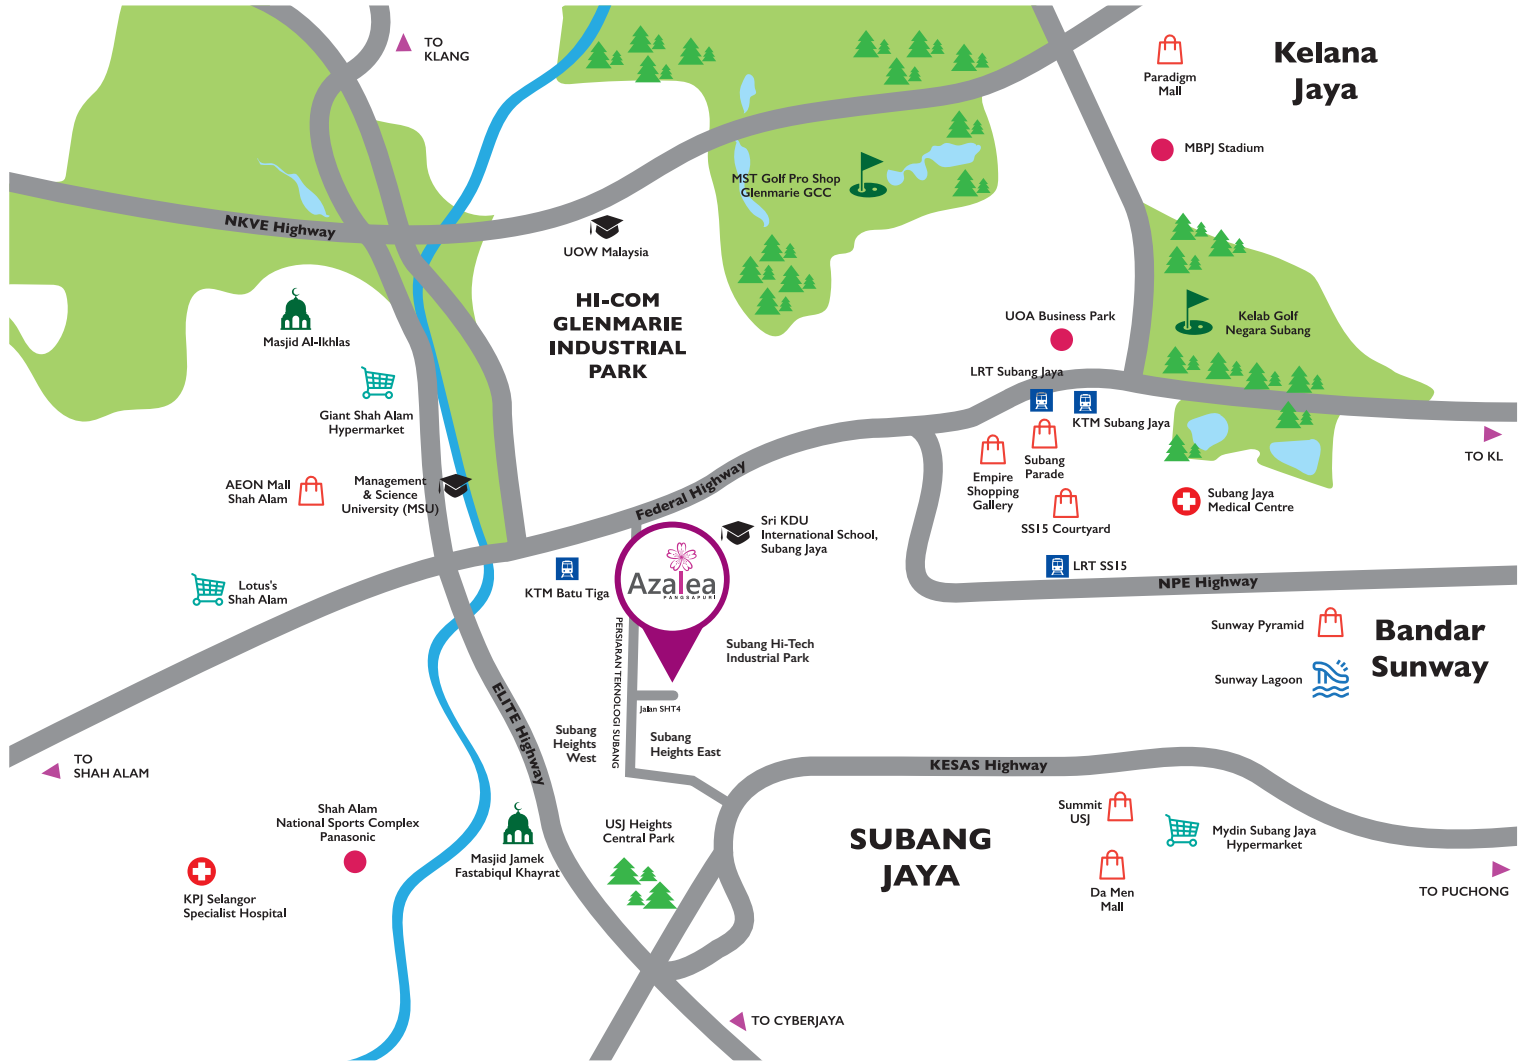 TO
KLANG
Paradigm
Mall
Kelana
Jaya
MBPJ Stadium
MST Golf Pro Shop
Glenmarie GCC
NKVE Highway
UOW Malaysia
HI-COM
GLENMARIE
INDUSTRIAL
PARK
Masjid Al-Ikhlas
UOA Business Park
Kelab Golf
Negara Subang
LRT Subang Jaya
KTM Subang Jaya
Giant Shah Alam
Hypermarket
TO KL
Federal Highway
Subang
Parade
Empire
Shopping
Gallery
AEON Mall
Shah Alam
Management
& Science
University (MSU)
Subang Jaya
Medical Centre
SS15 Courtyard
Sri KDU
International School,
Subang Jaya
LRT SS15
NPE Highway
KTM Batu Tiga
Azalea
PANGSAPURI
Lotus's
Shah Alam
Sunway Pyramid
Bandar
Sunway
Sunway Lagoon
PERSIARAN TEKNOLOGI SUBANG
Subang Hi-Tech
Industrial Park
Jalan SHT4
ELITE Highway
Subang
Heights
West
Subang
Heights East
TO
SHAH ALAM
KESAS Highway
Shah Alam
National Sports Complex
Panasonic
Masjid Jamek
Fastabiqul Khayrat
USJ Heights
Central Park
SUBANG
JAYA
Summit
USJ
Mydin Subang Jaya
Hypermarket
Da Men
Mall
TO PUCHONG
KPJ Selangor
Specialist Hospital
TO CYBERJAYA